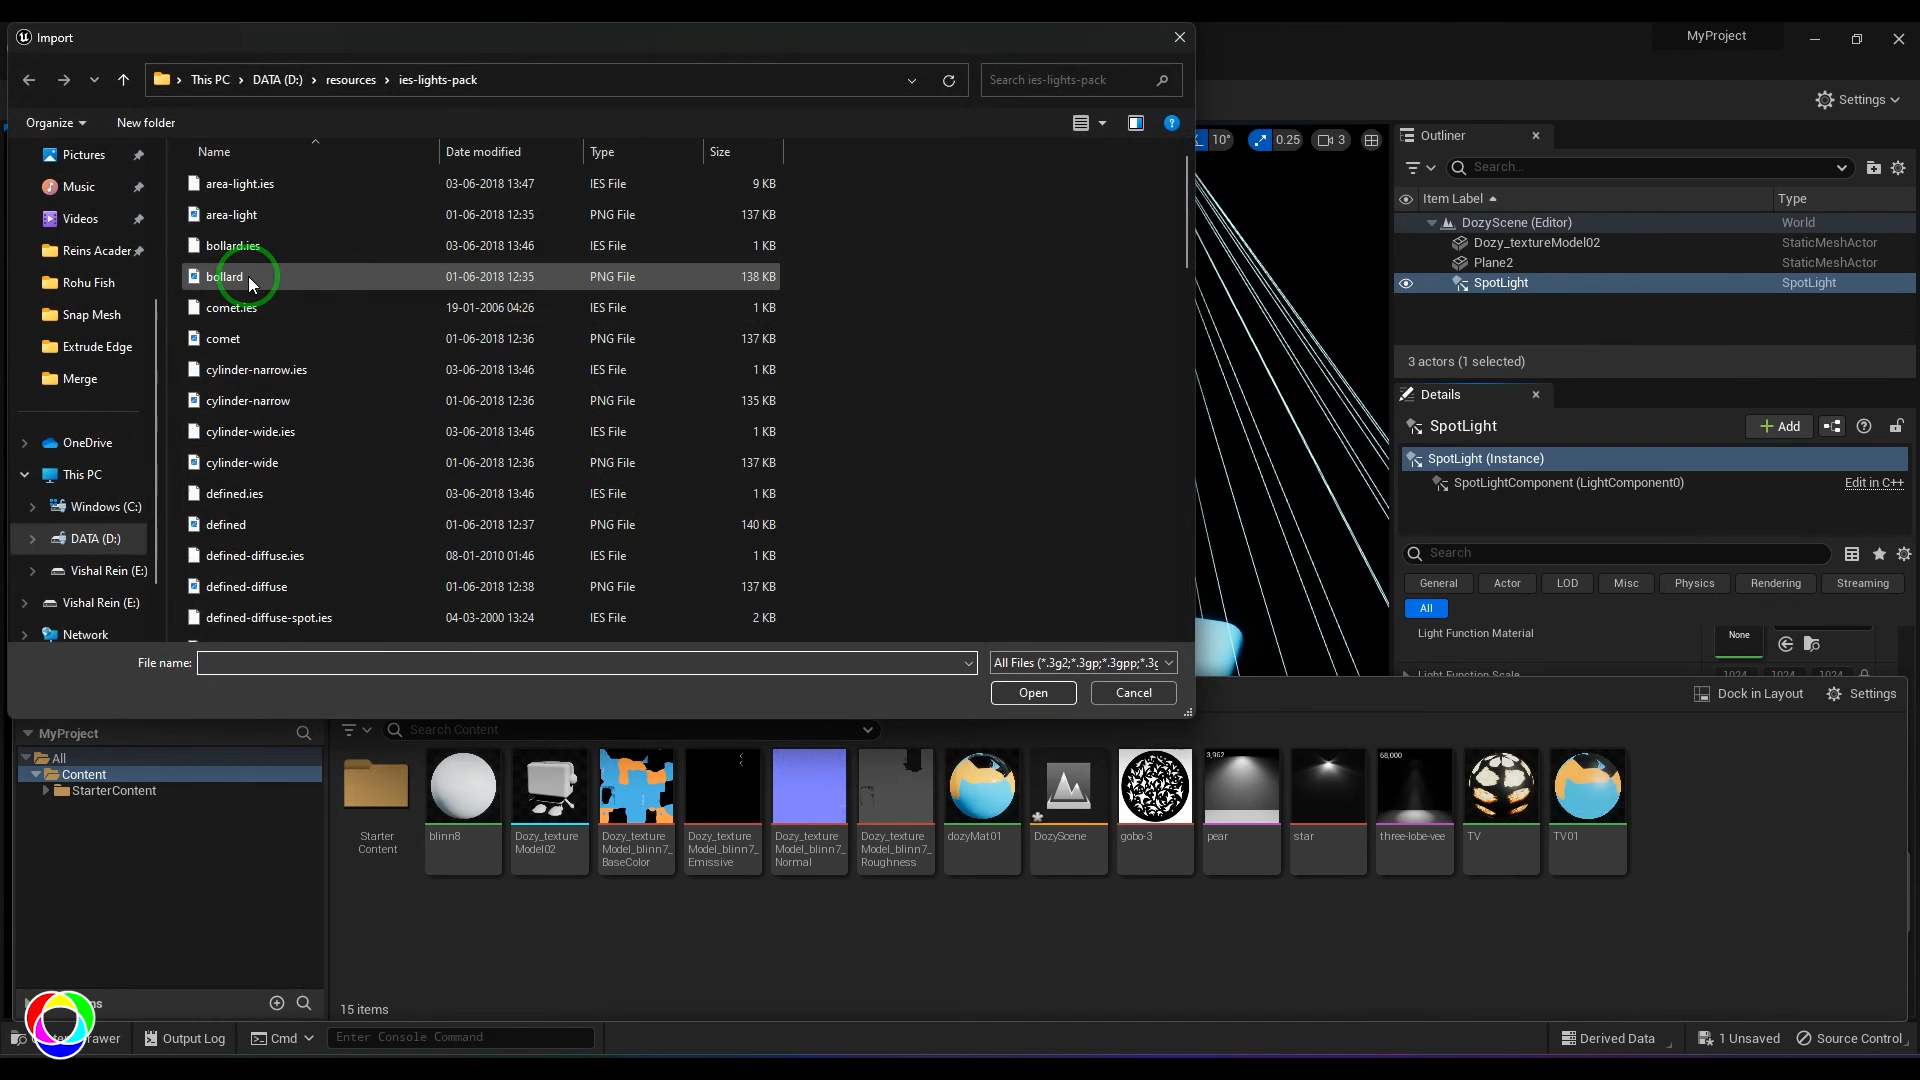 Import
MyProject
This PC > DATA (D:) > resources > ies-lights-pack
Search ies-lights-pack
Settings
Organize
New folder
10°
0.25
3
Outliner
Search...
Item Label
Type
DozyScene (Editor)
World
Dozy_textureModel02
StaticMeshActor
Plane2
StaticMeshActor
SpotLight
SpotLight
3 actors (1 selected)
Pictures
Music
Videos
Reins Acader
Rohu Fish
Snap Mesh
Extrude Edge
Merge
OneDrive
This PC
Windows (C:)
DATA (D:)
Vishal Rein (E:)
Vishal Rein (E:)
Network
Name
Date modified
Type
Size
area-light.ies 03-06-2018 13:47 IES File 9 KB
area-light 01-06-2018 12:35 PNG File 137 KB
bollard.ies 03-06-2018 13:46 IES File 1 KB
bollard 01-06-2018 12:35 PNG File 138 KB
comet.ies 19-01-2006 04:26 IES File 1 KB
comet 01-06-2018 12:36 PNG File 137 KB
cylinder-narrow.ies 03-06-2018 13:46 IES File 1 KB
cylinder-narrow 01-06-2018 12:36 PNG File 135 KB
cylinder-wide.ies 03-06-2018 13:46 IES File 1 KB
cylinder-wide 01-06-2018 12:36 PNG File 137 KB
defined.ies 03-06-2018 13:46 IES File 1 KB
defined 01-06-2018 12:37 PNG File 140 KB
defined-diffuse.ies 08-01-2010 01:46 IES File 1 KB
defined-diffuse 01-06-2018 12:38 PNG File 137 KB
defined-diffuse-spot.ies 04-03-2000 13:24 IES File 2 KB
File name:
All Files (*.3g2;*.3gp;*.3gpp;*.3g
Open
Cancel
Details
SpotLight
Add
SpotLight (Instance)
SpotLightComponent (LightComponent0)
Edit in C++
Search
General
Actor
LOD
Misc
Physics
Rendering
Streaming
All
Light Function Material
None
Light Function Scale
1024
1024
1024
Dock in Layout
Settings
MyProject
Search Content
All
Content
StarterContent
Starter
Content
blinn8
Dozy_texture
Model02
Dozy_texture
Model_blinn7_
BaseColor
Dozy_texture
Model_blinn7_
Emissive
Dozy_texture
Model_blinn7_
Normal
Dozy_texture
Model_blinn7_
Roughness
dozyMat01
DozyScene
gobo-3
3,962
pear
star
68,000
three-lobe-vee
TV
TV01
15 items
Output Log
Cmd
Enter Console Command
Derived Data
1 Unsaved
Source Control